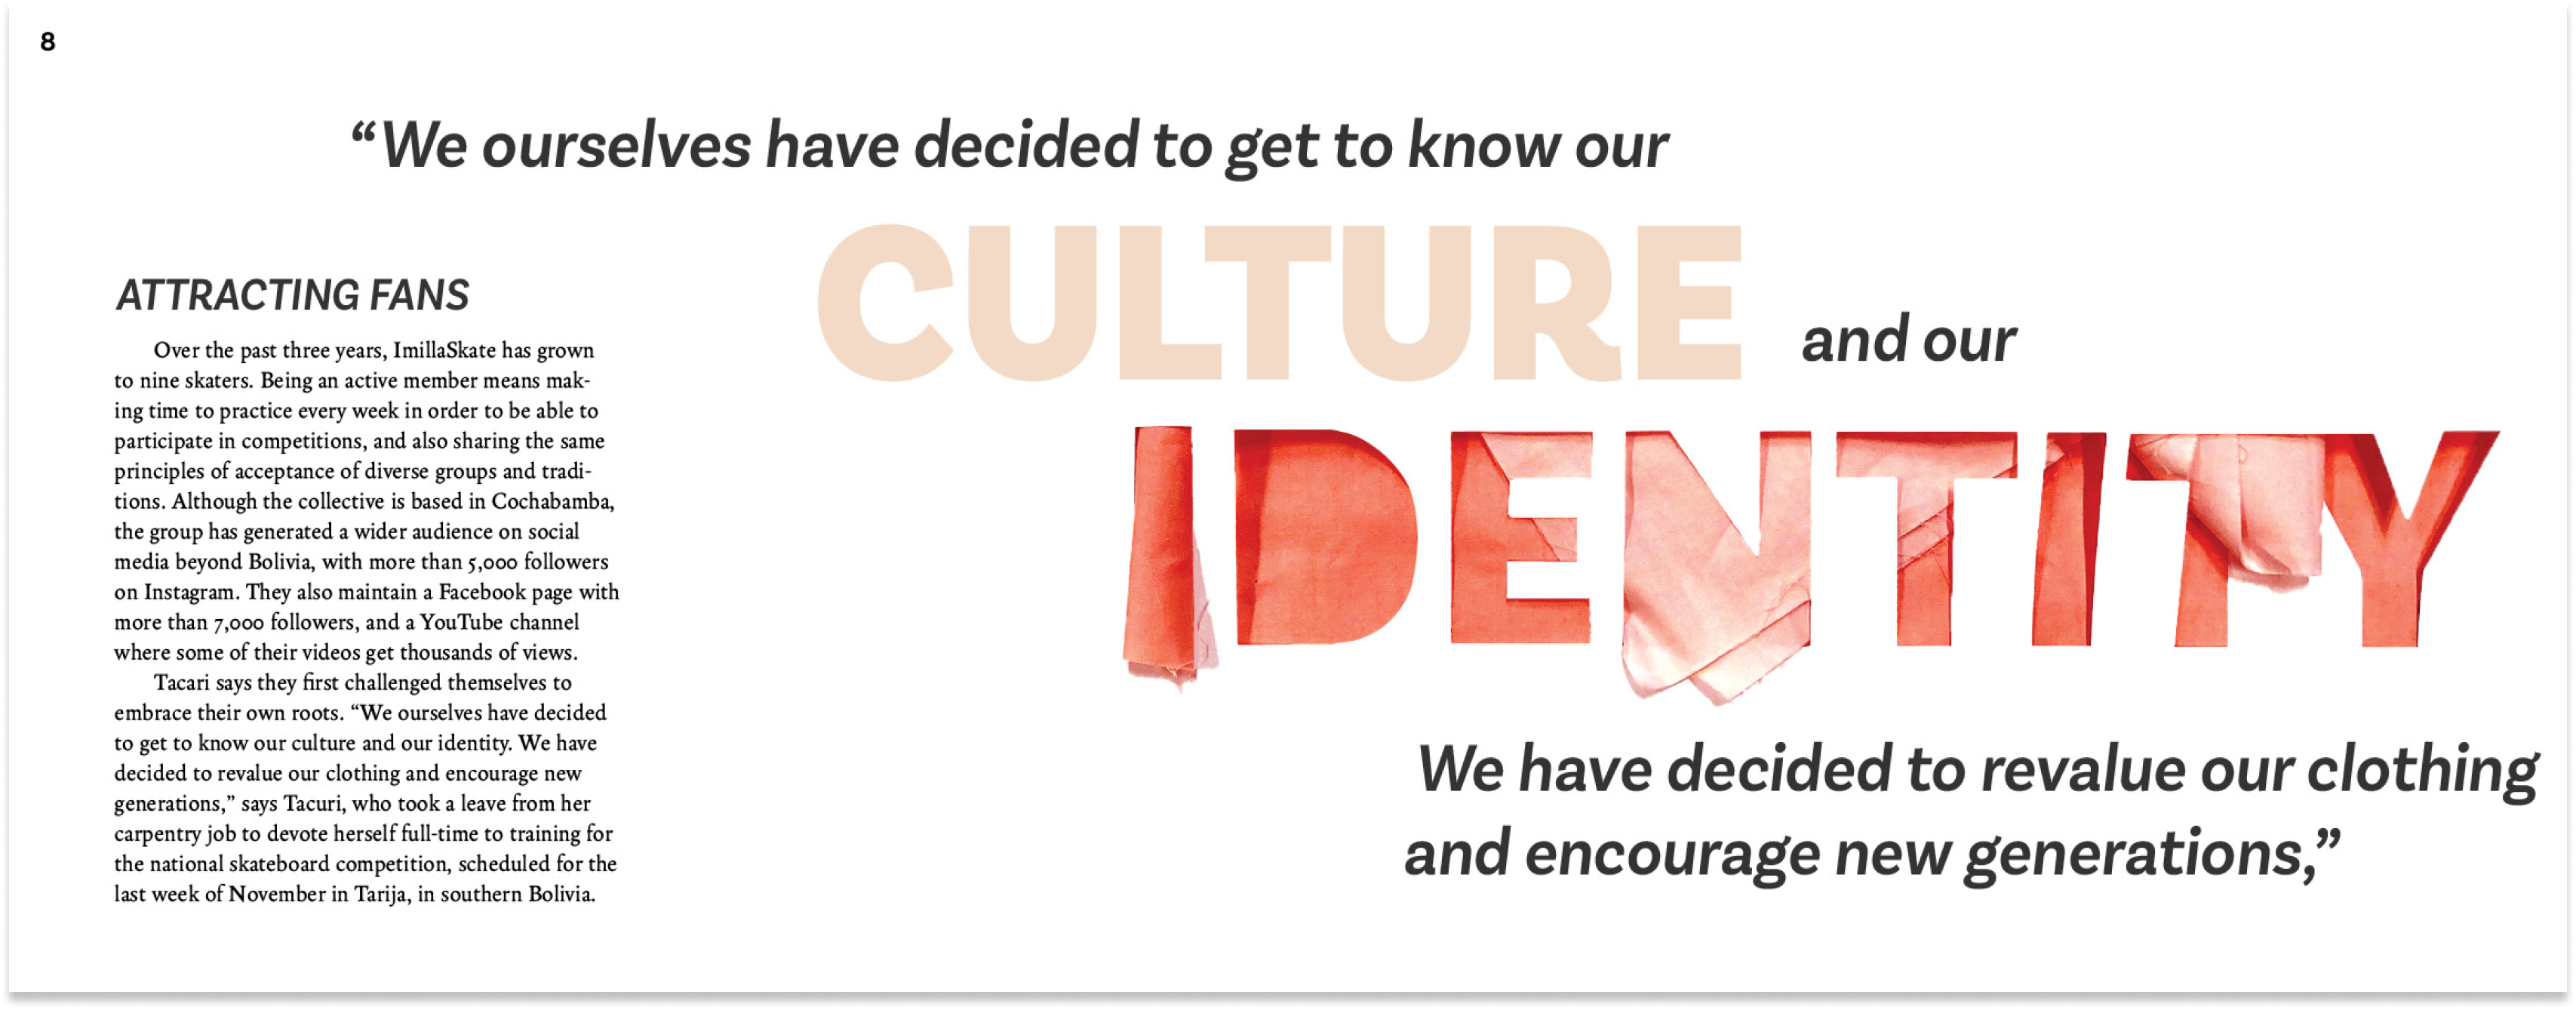 8
“We ourselves have decided to get to know our
CULTURE
and our
IDENTITY
We have decided to revalue our clothing
and encourage new generations,”
ATTRACTING FANS
Over the past three years, ImillaSkate has grown
to nine skaters. Being an active member means mak-
ing time to practice every week in order to be able to
participate in competitions, and also sharing the same
principles of acceptance of diverse groups and tradi-
tions. Although the collective is based in Cochabamba,
the group has generated a wider audience on social
media beyond Bolivia, with more than 5,000 followers
on Instagram. They also maintain a Facebook page with
more than 7,000 followers, and a YouTube channel
where some of their videos get thousands of views.
Tacari says they first challenged themselves to
embrace their own roots. “We ourselves have decided
to get to know our culture and our identity. We have
decided to revalue our clothing and encourage new
generations,” says Tacuri, who took a leave from her
carpentry job to devote herself full-time to training for
the national skateboard competition, scheduled for the
last week of November in Tarija, in southern Bolivia.